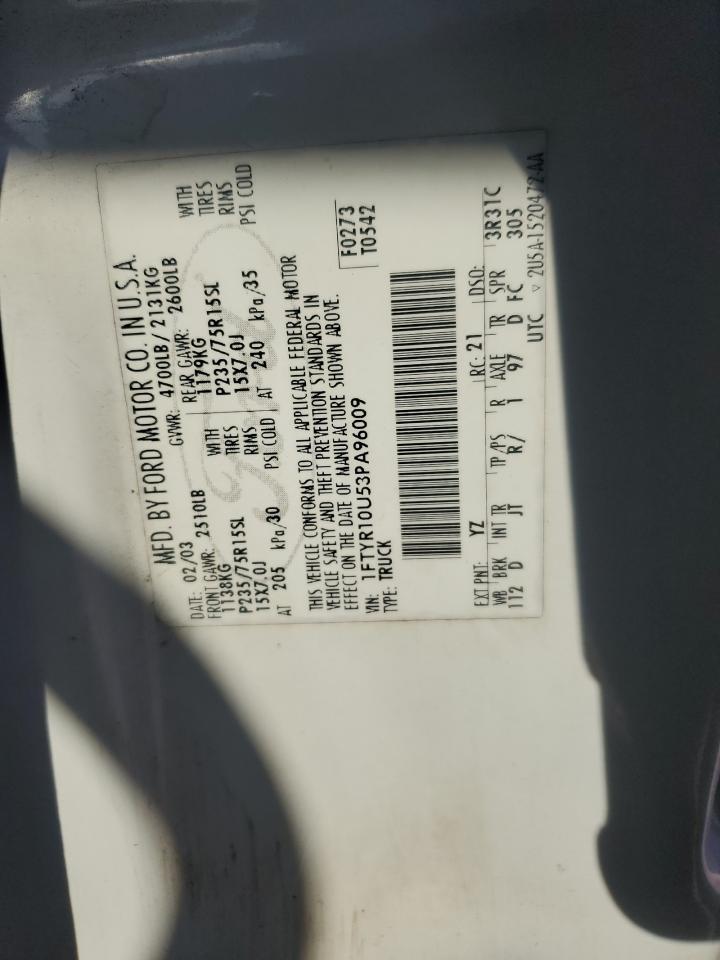 MFD. BY FORD MOTOR CO. IN U.S.A.
DATE: 02/03 GVWR: 4700LB/2131KG
FRONT GAWR: 2510LB REAR GAWR: 2600LB
1138KG WITH 1179KG WITH
P235/75R15SL TIRES P235/75R15SL TIRES
15X7.0J RIMS 15X7.0J RIMS
AT 205 kPa/30 PSI COLD AT 240 kPa/35 PSI COLD
THIS VEHICLE CONFORMS TO ALL APPLICABLE FEDERAL MOTOR
VEHICLE SAFETY AND THEFT PREVENTION STANDARDS IN
EFFECT ON THE DATE OF MANUFACTURE SHOWN ABOVE.
F0273
VIN: 1FTYR10U53PA96009
T0542
TYPE: TRUCK
EXT PNT: YZ RC: 21 DSO:
WB BRK INT TR TP/PS R AXLE TR SPR 3R31C
112 D JT R/ 1 97 D FC 305
UTC ▽ 2U5A-1520472-AA
Ford